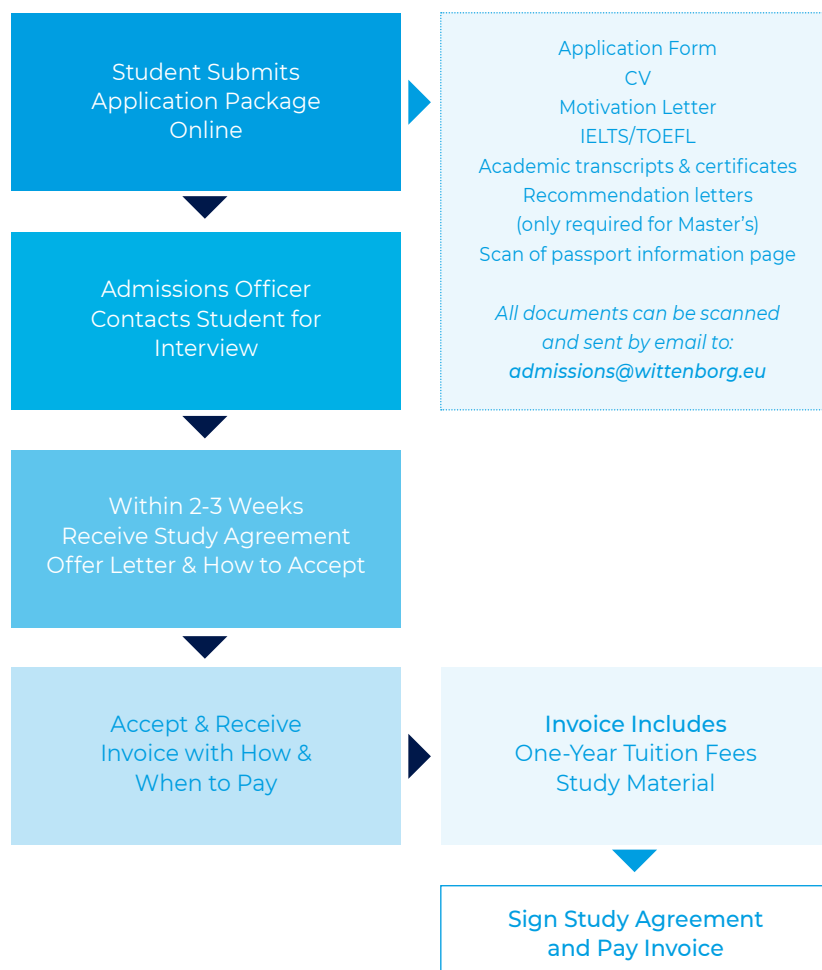 Student Submits
Application Package
Online
Application Form
CV
Motivation Letter
IELTS/TOEFL
Academic transcripts & certificates
Recommendation letters
(only required for Master's)
Scan of passport information page
All documents can be scanned
and sent by email to:
admissions@wittenborg.eu
Admissions Officer
Contacts Student for
Interview
Within 2-3 Weeks
Receive Study Agreement
Offer Letter & How to Accept
Accept & Receive
Invoice with How &
When to Pay
Invoice Includes
One-Year Tuition Fees
Study Material
Sign Study Agreement
and Pay Invoice